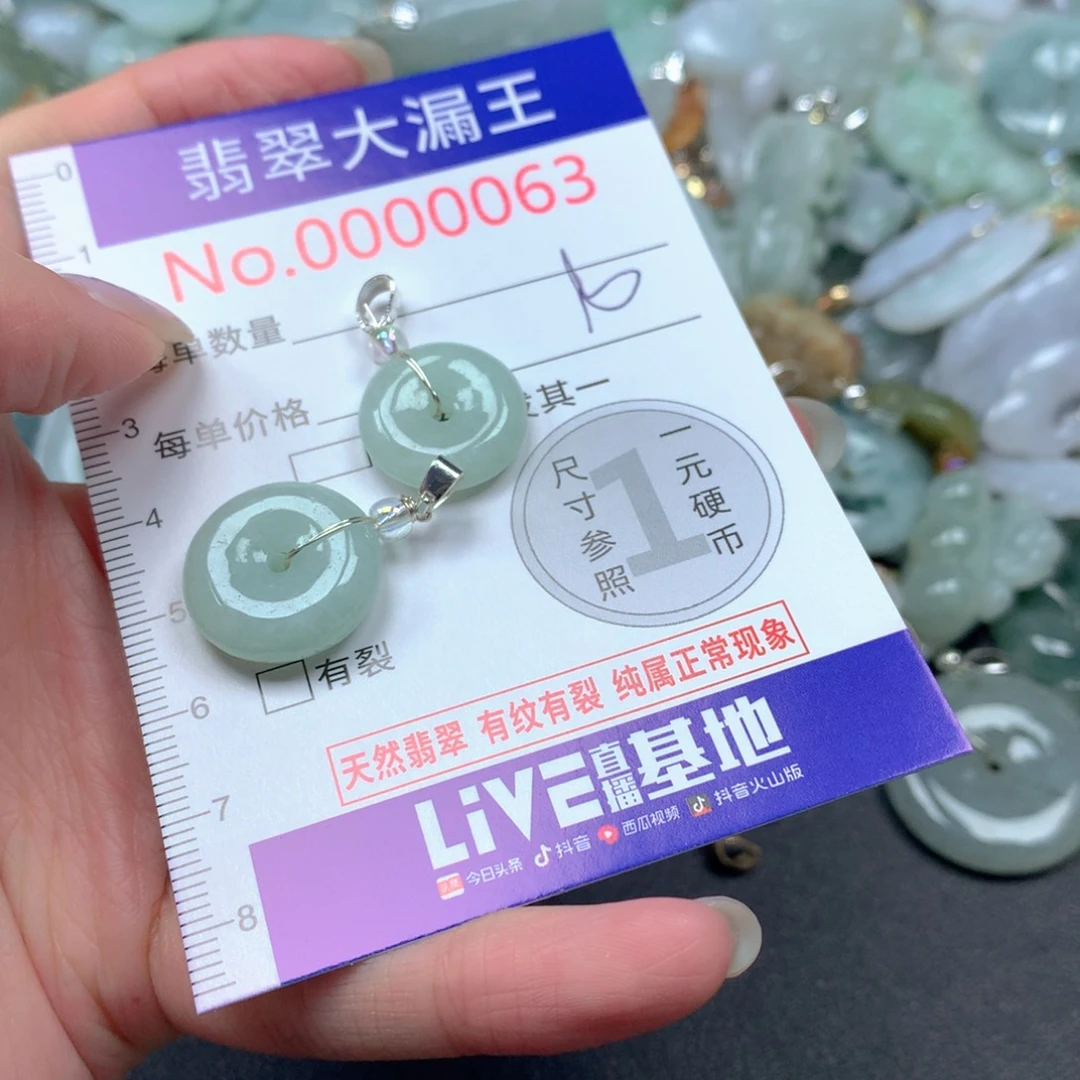 翡翠大漏王
No.0000063
每单数量
每单价格
发其一
尺寸参照
一元硬币
1
有裂
天然翡翠 有纹有裂 纯属正常现象
LiVE直播基地
今日头条 抖音 西瓜视频 抖音火山版
0
1
3
4
5
6
7
8